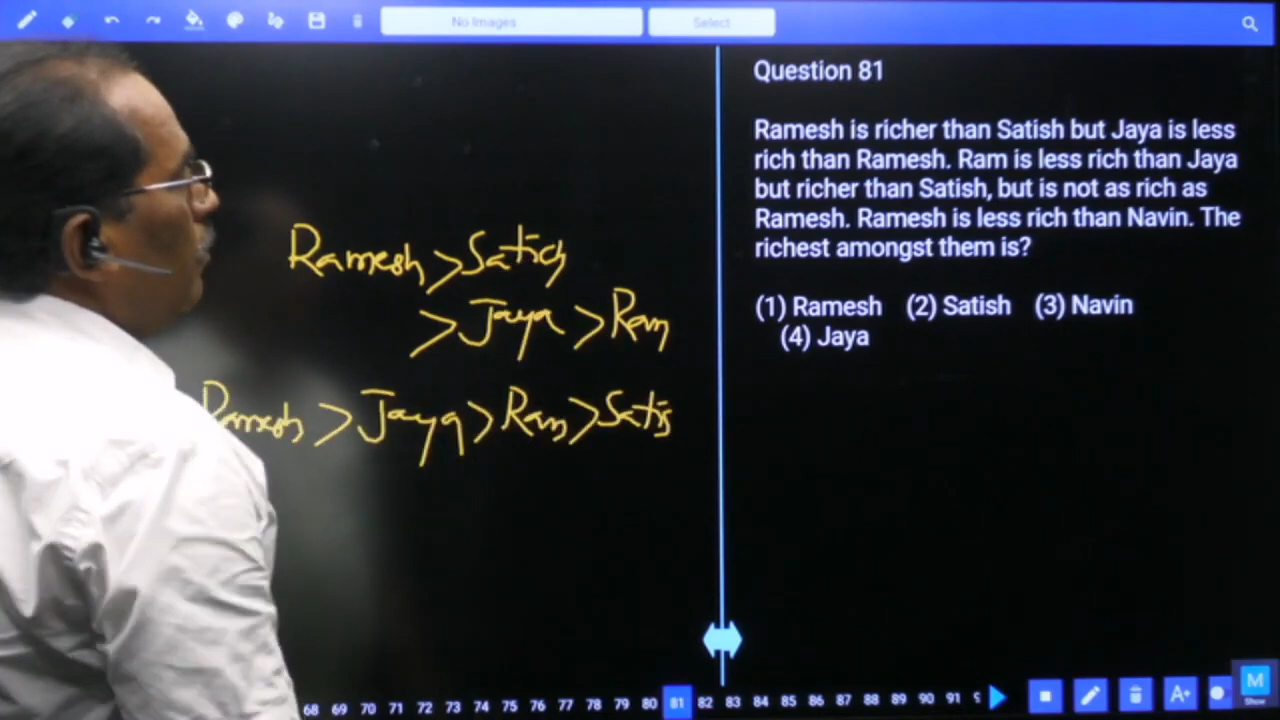 No Images
Select
Question 81
Ramesh is richer than Satish but Jaya is less
rich than Ramesh. Ram is less rich than Jaya
but richer than Satish, but is not as rich as
Ramesh. Ramesh is less rich than Navin. The
richest amongst them is?
(1) Ramesh (2) Satish (3) Navin
(4) Jaya
Ramesh > Satish
> Jaya > Ram
Ramesh > Jaya > Ram > Satis
68 69 70 71 72 73 74 75 76 77 78 79 80 81 82 83 84 85 86 87 88 89 90 91
A+
M
Show